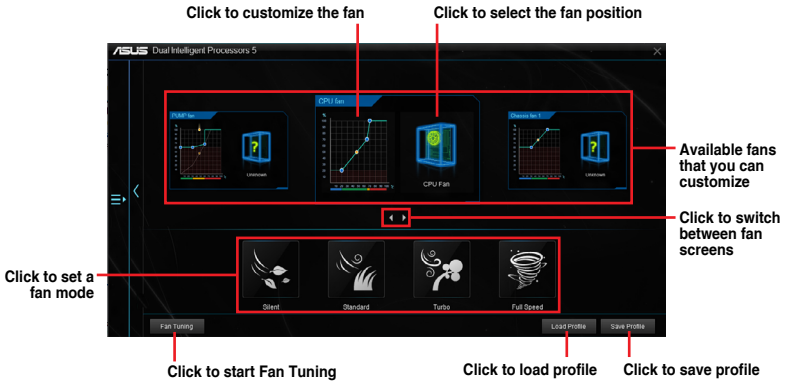 Click to customize the fan
Click to select the fan position
ASUS Dual Intelligent Processors 5
PUMP fan
CPU fan
Chassis fan 1
Unknown
CPU Fan
Unknown
Available fans
that you can
customize
Click to switch
between fan
screens
Click to set a
fan mode
Silent
Standard
Turbo
Full Speed
Fan Tuning
Load Profile
Save Profile
Click to start Fan Tuning
Click to load profile
Click to save profile